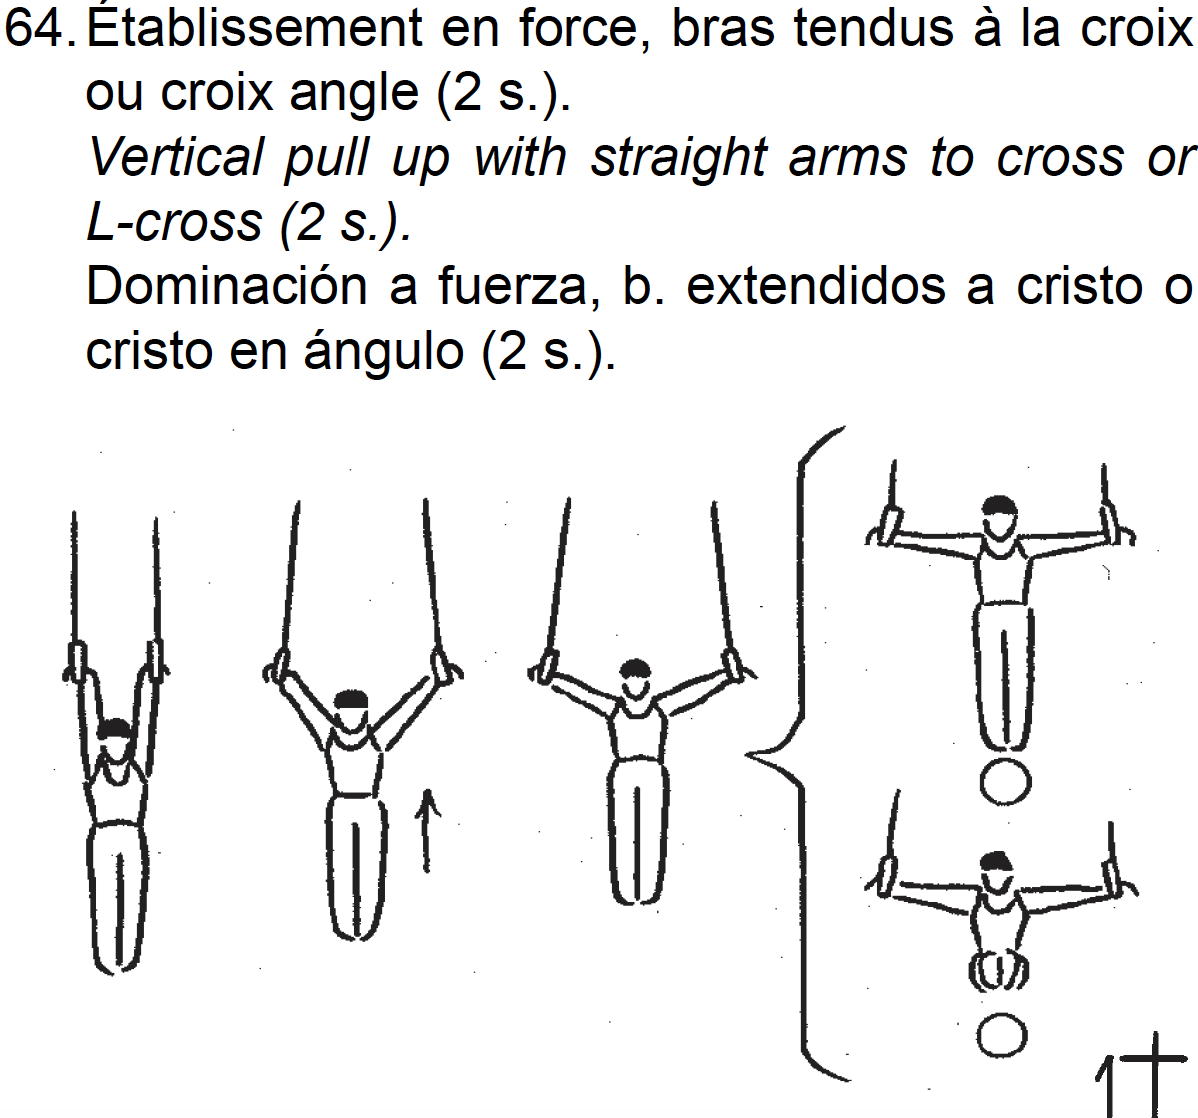 64. Établissement en force, bras tendus à la croix
ou croix angle (2 s.).
Vertical pull up with straight arms to cross or
L-cross (2 s.).
Dominación a fuerza, b. extendidos a cristo o
cristo en ángulo (2 s.).